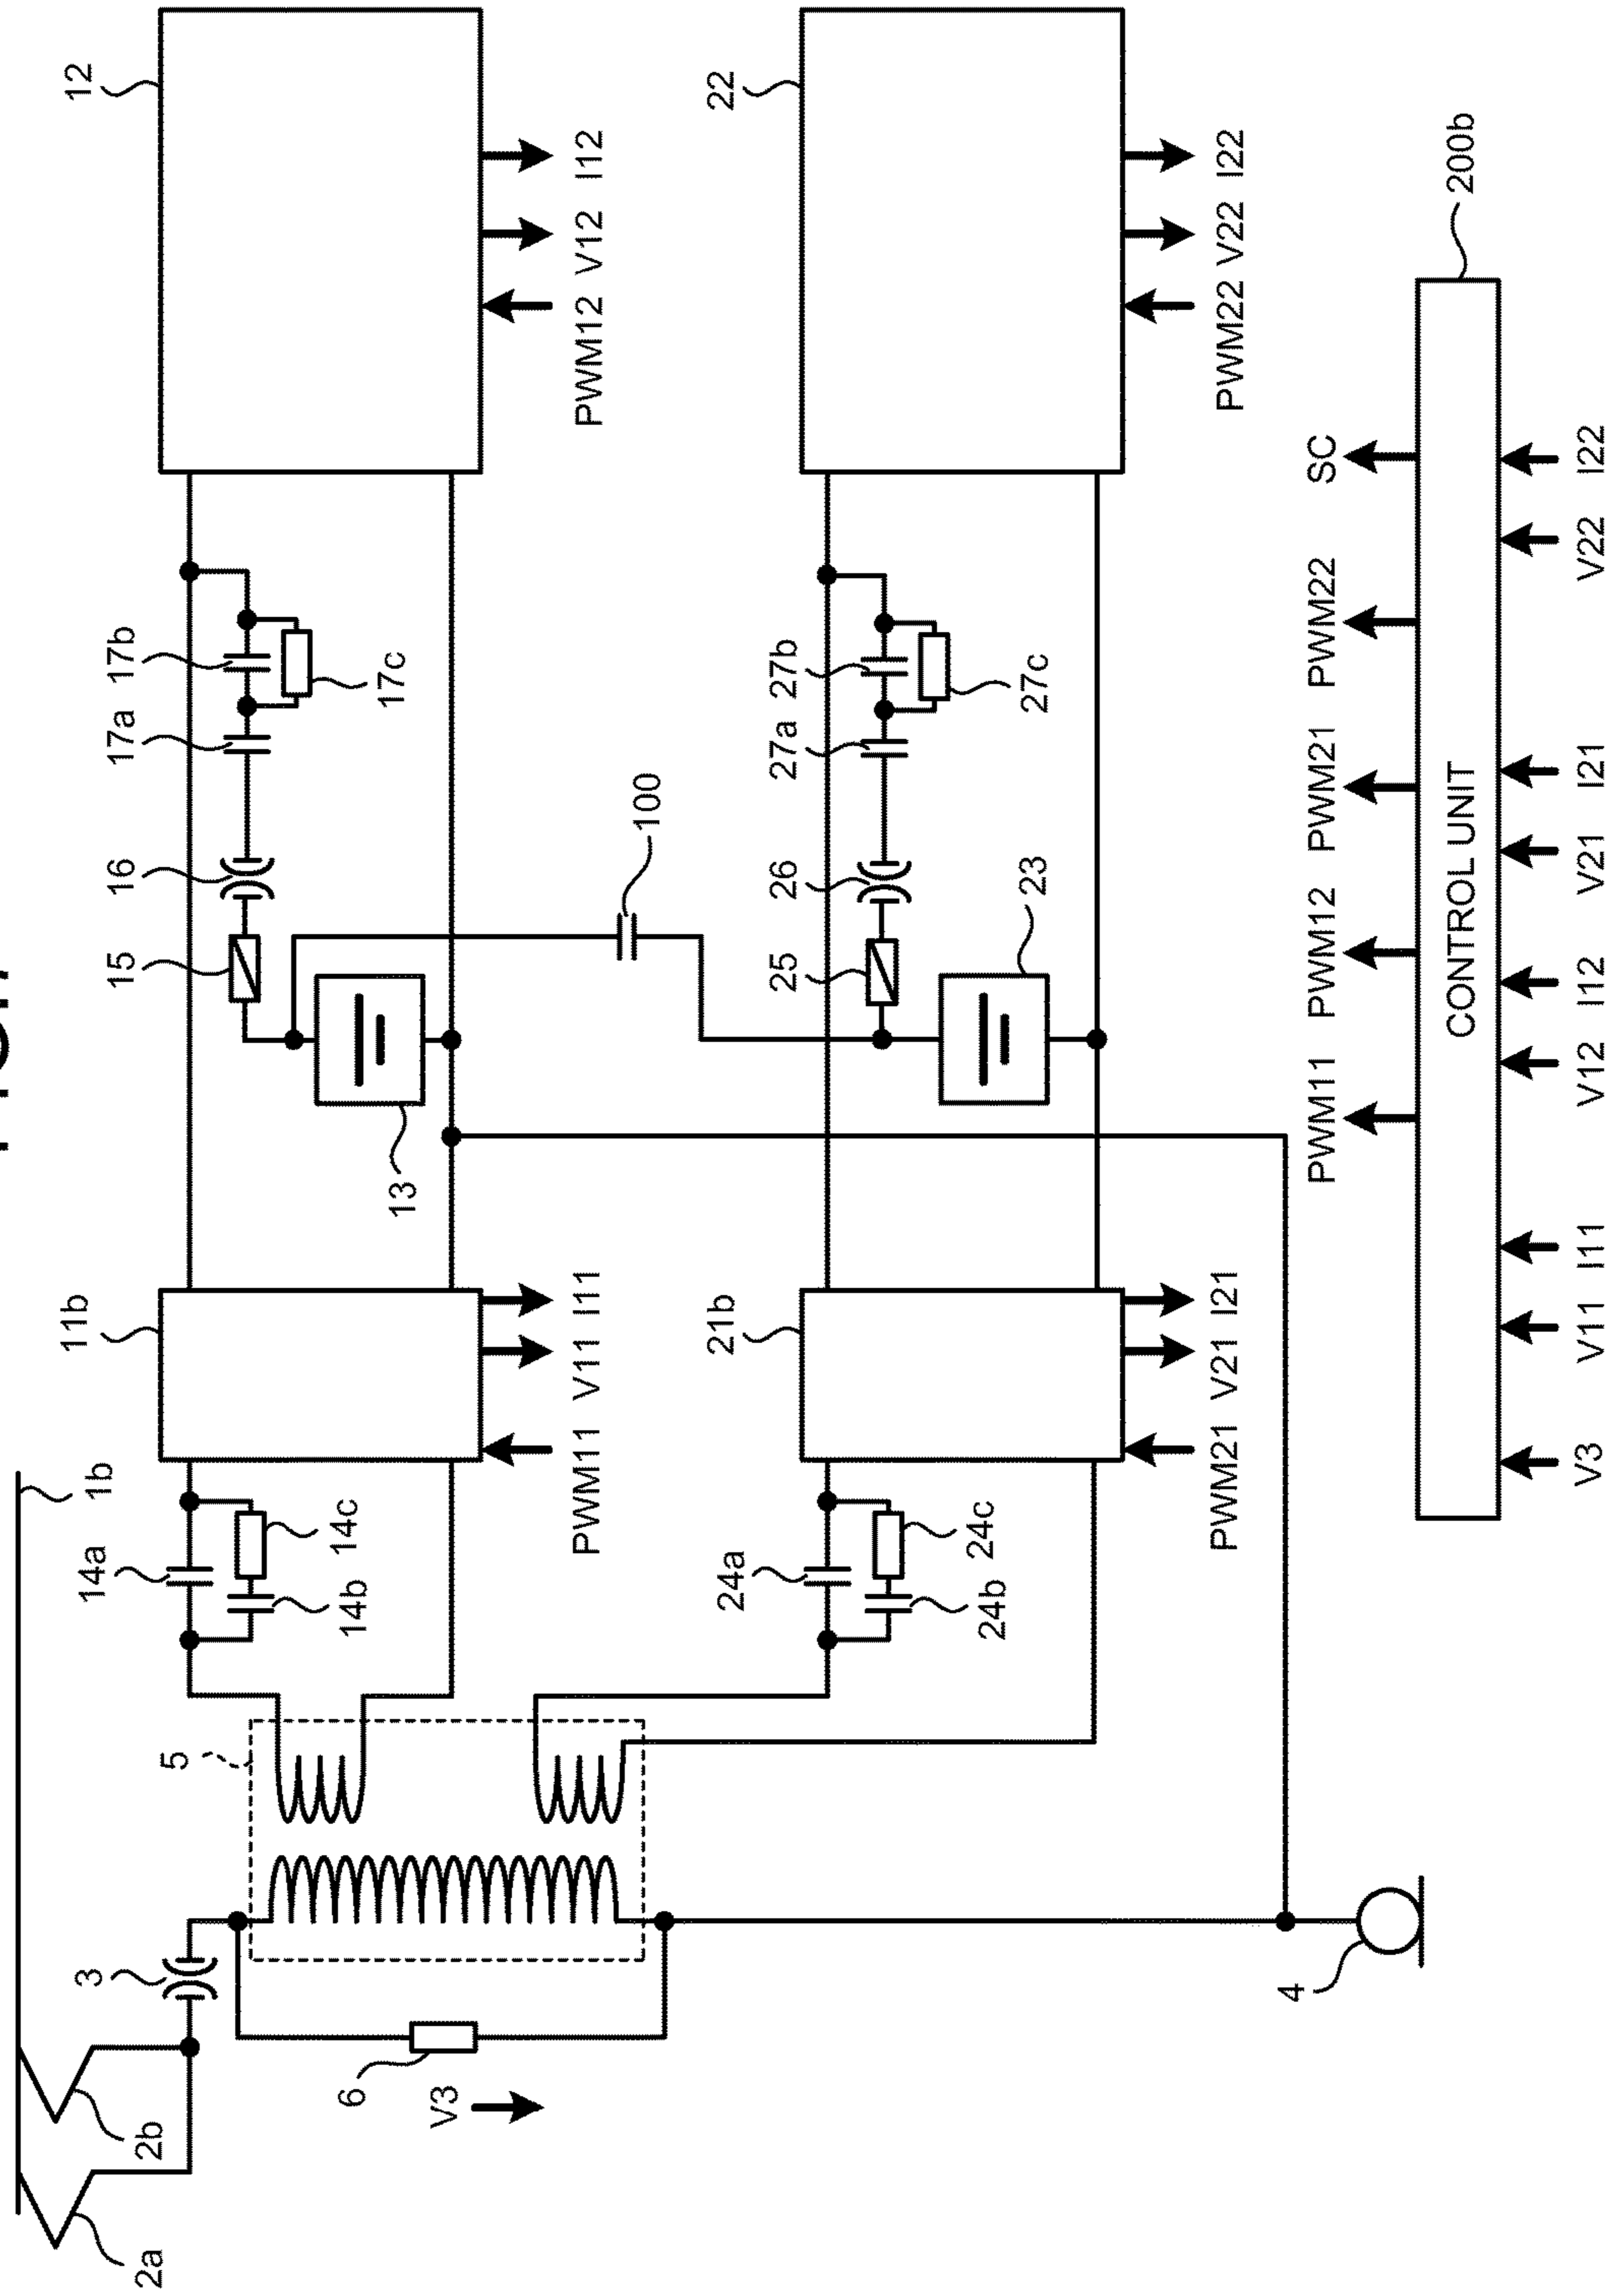 2a
2b
3
5
14a
1b
11b
15
16
17a
17b
12
14b
14c
13
17c
6
V3
PWM11 V11 I11
PWM12 V12 I12
100
24a
21b
25
26
27a
27b
22
24b
24c
23
27c
PWM21 V21 I21
PWM22 V22 I22
4
PWM11 PWM12 PWM21 PWM22 SC
CONTROL UNIT
200b
V3 V11 I11 V12 I12 V21 I21 V22 I22